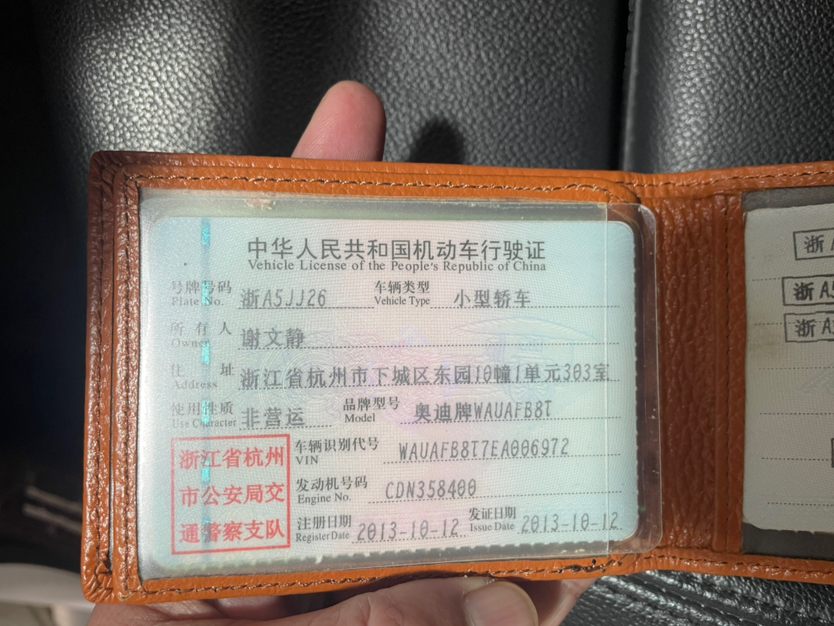 中华人民共和国机动车行驶证
Vehicle License of the People's Republic of China
号牌号码 浙A5JJ26 车辆类型 小型轿车
Plate No. Vehicle Type
所有人 谢文静
Owner
住址 浙江省杭州市下城区东园10幢1单元303室
Address
使用性质 非营运 品牌型号 奥迪牌WAUAFB8T
Use Character Model
浙江省杭州
市公安局交
通警察支队
车辆识别代号 WAUAFB8T7EA006972
VIN
发动机号码 CDN358400
Engine No.
注册日期 2013-10-12 发证日期 2013-10-12
Register Date Issue Date
浙A
浙A5
浙A